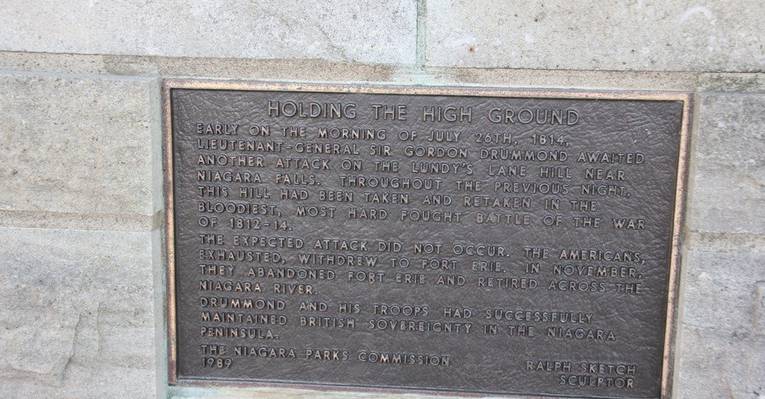 HOLDING THE HIGH GROUND
EARLY ON THE MORNING OF JULY 26TH, 1814,
LIEUTENANT-GENERAL SIR GORDON DRUMMOND AWAITED
ANOTHER ATTACK ON THE LUNDY'S LANE HILL NEAR
NIAGARA FALLS. THROUGHOUT THE PREVIOUS NIGHT,
THIS HILL HAD BEEN TAKEN AND RETAKEN IN THE
BLOODIEST, MOST HARD FOUGHT BATTLE OF THE WAR
OF 1812-14.
THE EXPECTED ATTACK DID NOT OCCUR. THE AMERICANS,
EXHAUSTED, WITHDREW TO FORT ERIE. IN NOVEMBER,
THEY ABANDONED FORT ERIE AND RETIRED ACROSS THE
NIAGARA RIVER.
DRUMMOND AND HIS TROOPS HAD SUCCESSFULLY
MAINTAINED BRITISH SOVEREIGNTY IN THE NIAGARA
PENINSULA.
THE NIAGARA PARKS COMMISSION
1989
RALPH SKETCH
SCULPTOR